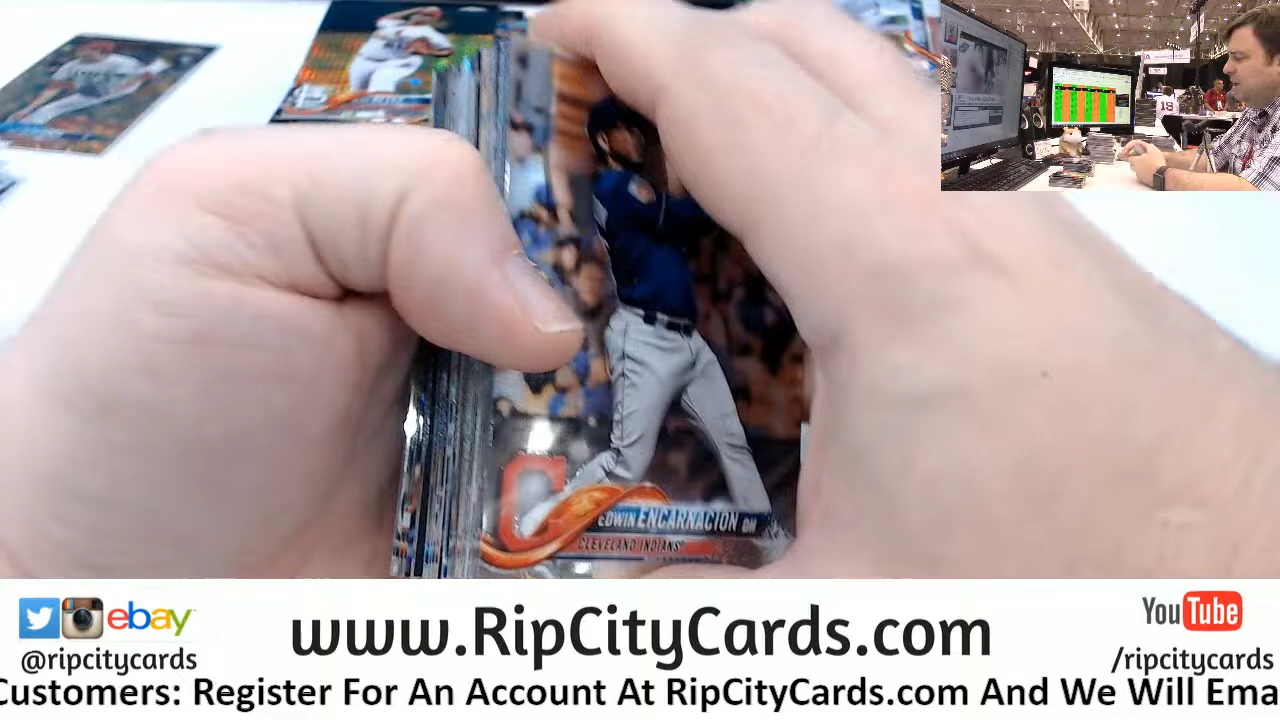 19
EDWIN ENCARNACION DH
CLEVELAND INDIANS
ebay
@ripcitycards
www.RipCityCards.com
YouTube
/ripcitycards
Customers: Register For An Account At RipCityCards.com And We Will Ema